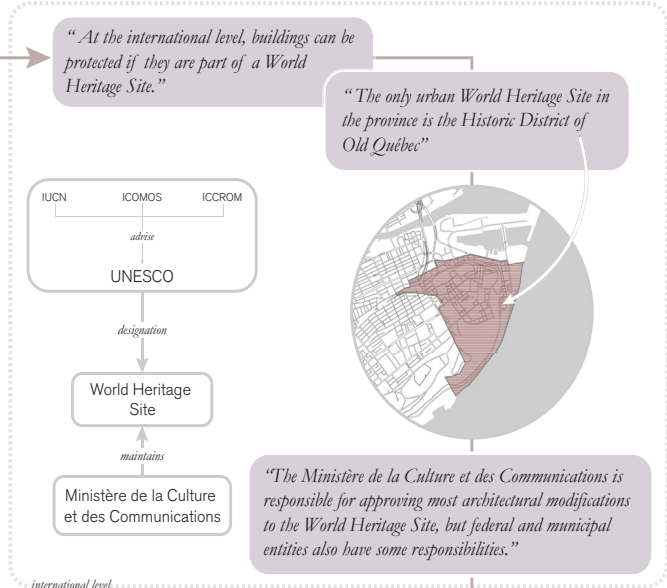 “ At the international level, buildings can be
protected if they are part of a World
Heritage Site.”
“ The only urban World Heritage Site in
the province is the Historic District of
Old Québec”
IUCN ICOMOS ICCROM
advise
UNESCO
designation
World Heritage
Site
maintains
Ministère de la Culture
et des Communications
“The Ministère de la Culture et des Communications is
responsible for approving most architectural modifications
to the World Heritage Site, but federal and municipal
entities also have some responsibilities.”
international level